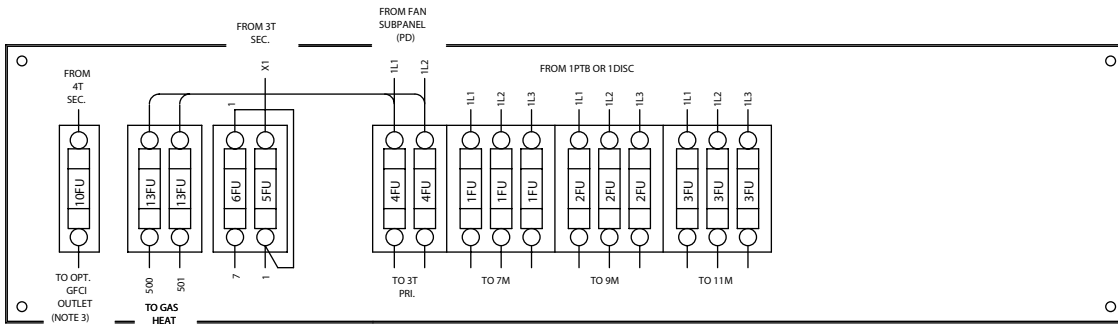 FROM FAN
SUBPANEL
(PD)
FROM 3T
SEC.
FROM
4T
SEC.
X1
1L1
1L2
FROM 1PTB OR 1DISC
1
1L1
1L2
1L3
1L1
1L2
1L3
1L1
1L2
1L3
10FU
13FU
13FU
6FU
5FU
4FU
4FU
1FU
1FU
1FU
2FU
2FU
2FU
3FU
3FU
3FU
TO OPT.
GFCI
OUTLET
(NOTE 3)
500
501
TO GAS
HEAT
7
1
TO 3T
PRI.
TO 7M
TO 9M
TO 11M